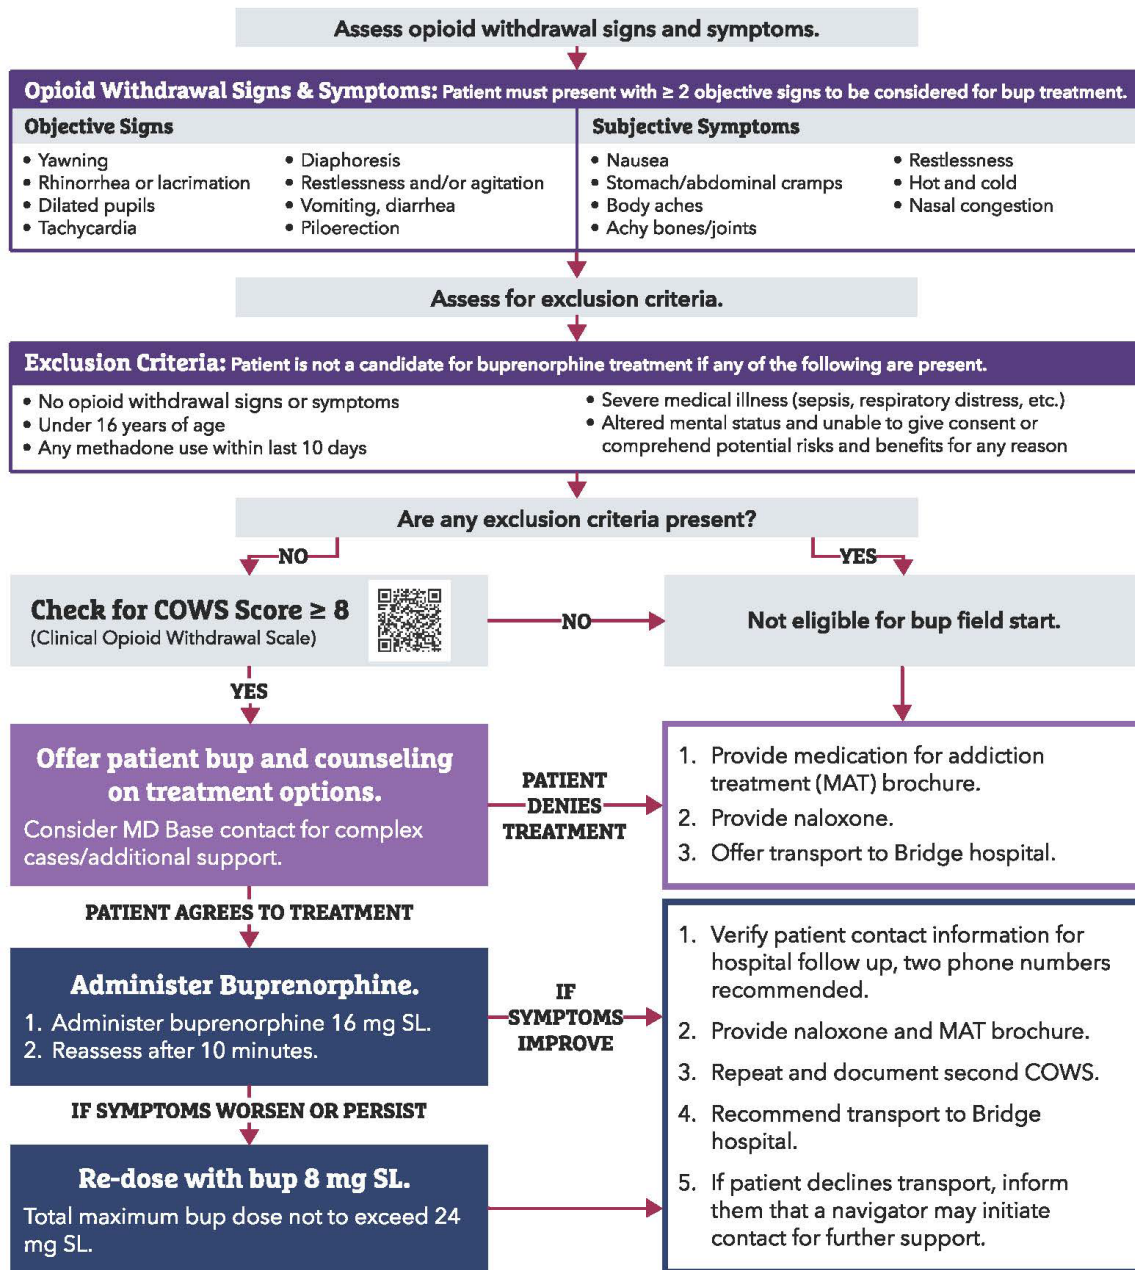 Assess opioid withdrawal signs and symptoms.
Opioid Withdrawal Signs & Symptoms: Patient must present with ≥ 2 objective signs to be considered for bup treatment.
Objective Signs
• Yawning
• Rhinorrhea or lacrimation
• Dilated pupils
• Tachycardia
• Diaphoresis
• Restlessness and/or agitation
• Vomiting, diarrhea
• Piloerection
Subjective Symptoms
• Nausea
• Stomach/abdominal cramps
• Body aches
• Achy bones/joints
• Restlessness
• Hot and cold
• Nasal congestion
Assess for exclusion criteria.
Exclusion Criteria: Patient is not a candidate for buprenorphine treatment if any of the following are present.
• No opioid withdrawal signs or symptoms
• Under 16 years of age
• Any methadone use within last 10 days
• Severe medical illness (sepsis, respiratory distress, etc.)
• Altered mental status and unable to give consent or
comprehend potential risks and benefits for any reason
Are any exclusion criteria present?
NO
YES
Check for COWS Score ≥ 8
(Clinical Opioid Withdrawal Scale)
NO
Not eligible for bup field start.
YES
Offer patient bup and counseling
on treatment options.
Consider MD Base contact for complex
cases/additional support.
PATIENT
DENIES
TREATMENT
1. Provide medication for addiction
treatment (MAT) brochure.
2. Provide naloxone.
3. Offer transport to Bridge hospital.
PATIENT AGREES TO TREATMENT
Administer Buprenorphine.
1. Administer buprenorphine 16 mg SL.
2. Reassess after 10 minutes.
IF
SYMPTOMS
IMPROVE
1. Verify patient contact information for
hospital follow up, two phone numbers
recommended.
2. Provide naloxone and MAT brochure.
3. Repeat and document second COWS.
4. Recommend transport to Bridge
hospital.
5. If patient declines transport, inform
them that a navigator may initiate
contact for further support.
IF SYMPTOMS WORSEN OR PERSIST
Re-dose with bup 8 mg SL.
Total maximum bup dose not to exceed 24
mg SL.